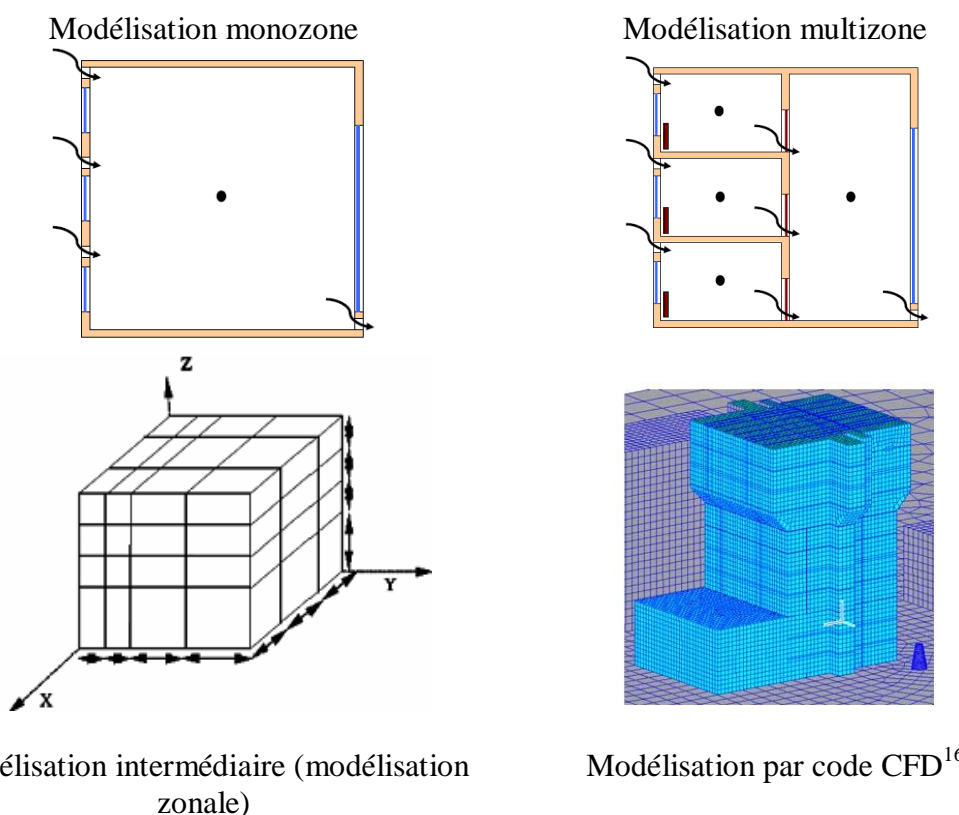 Modélisation monozone
Modélisation multizone
Z
Y
X
élisation intermédiaire (modélisation
zonale)
Modélisation par code CFD16